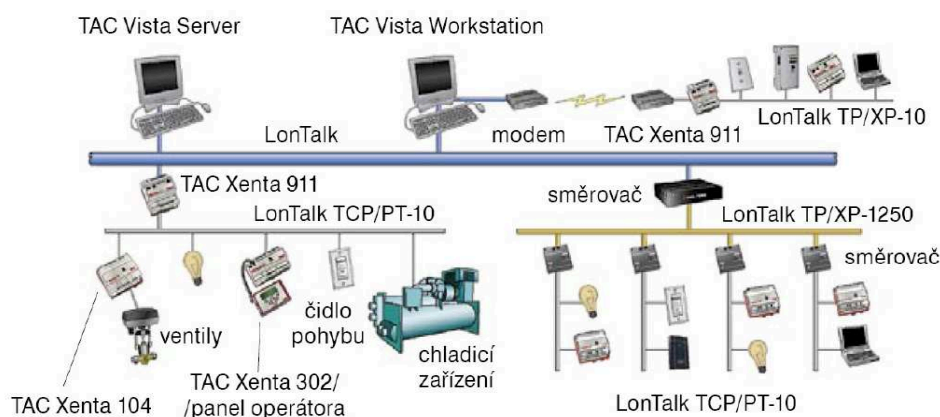 TAC Vista Server
TAC Vista Workstation
LonTalk
modem
TAC Xenta 911
LonTalk TP/XP-10
TAC Xenta 911
směrovač
LonTalk TCP/PT-10
LonTalk TP/XP-1250
směrovač
ventily
čidlo
pohybu
chladicí
zařízení
TAC Xenta 104
TAC Xenta 302/
/panel operátora
LonTalk TCP/PT-10